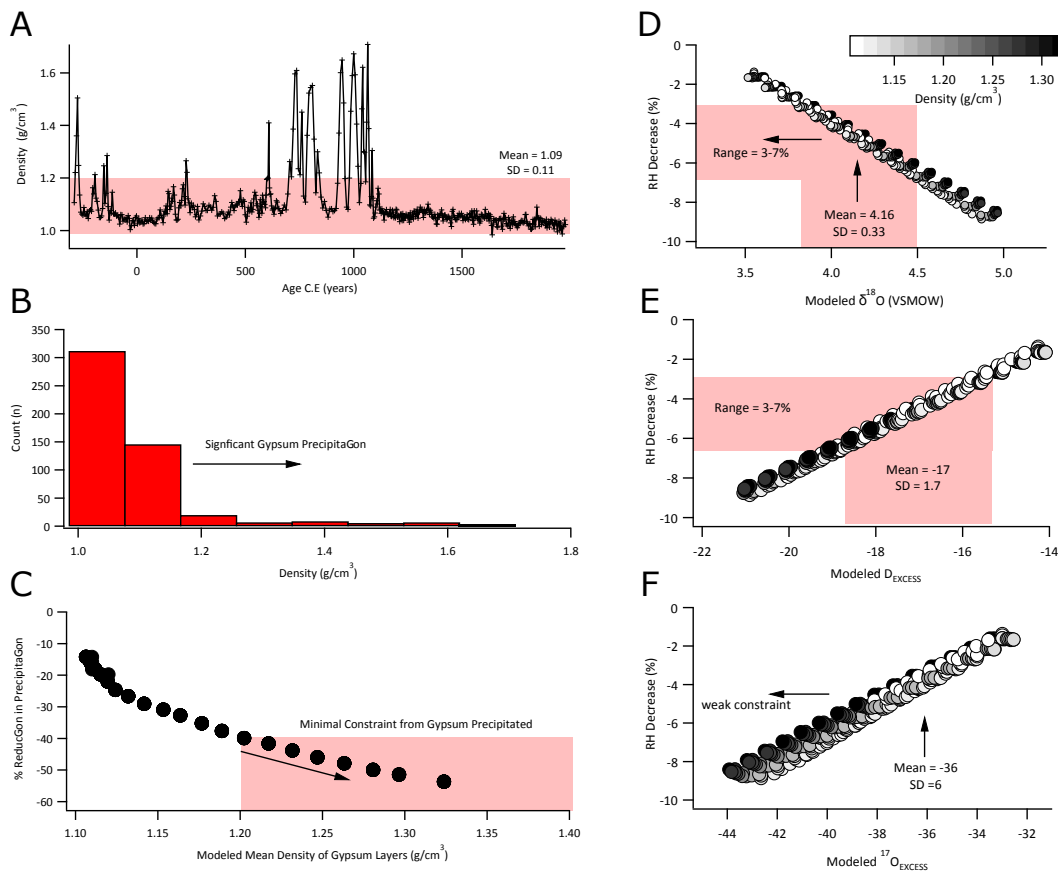 A
Density (g/cm3)
1.6
1.4
1.2
1.0
Mean = 1.09
SD = 0.11
0 500 1000 1500
Age C.E (years)
B
Count (n)
350
300
250
200
150
100
50
0
Signficant Gypsum PrecipitaGon
1.0 1.2 1.4 1.6 1.8
Density (g/cm3)
C
% ReducGon in PrecipitaGon
0
-10
-20
-30
-40
-50
-60
Minimal Constraint from Gypsum Precipitated
1.10 1.15 1.20 1.25 1.30 1.35 1.40
Modeled Mean Density of Gypsum Layers (g/cm3)
D
RH Decrease (%)
0
-2
-4
-6
-8
-10
1.15 1.20 1.25 1.30
Density (g/cm3)
Range = 3-7%
Mean = 4.16
SD = 0.33
3.5 4.0 4.5 5.0
Modeled δ18O (VSMOW)
E
RH Decrease (%)
0
-2
-4
-6
-8
-10
Range = 3-7%
Mean = -17
SD = 1.7
-22 -20 -18 -16 -14
Modeled DEXCESS
F
RH Decrease (%)
0
-2
-4
-6
-8
-10
weak constraint
Mean = -36
SD =6
-44 -42 -40 -38 -36 -34 -32
Modeled 17OEXCESS